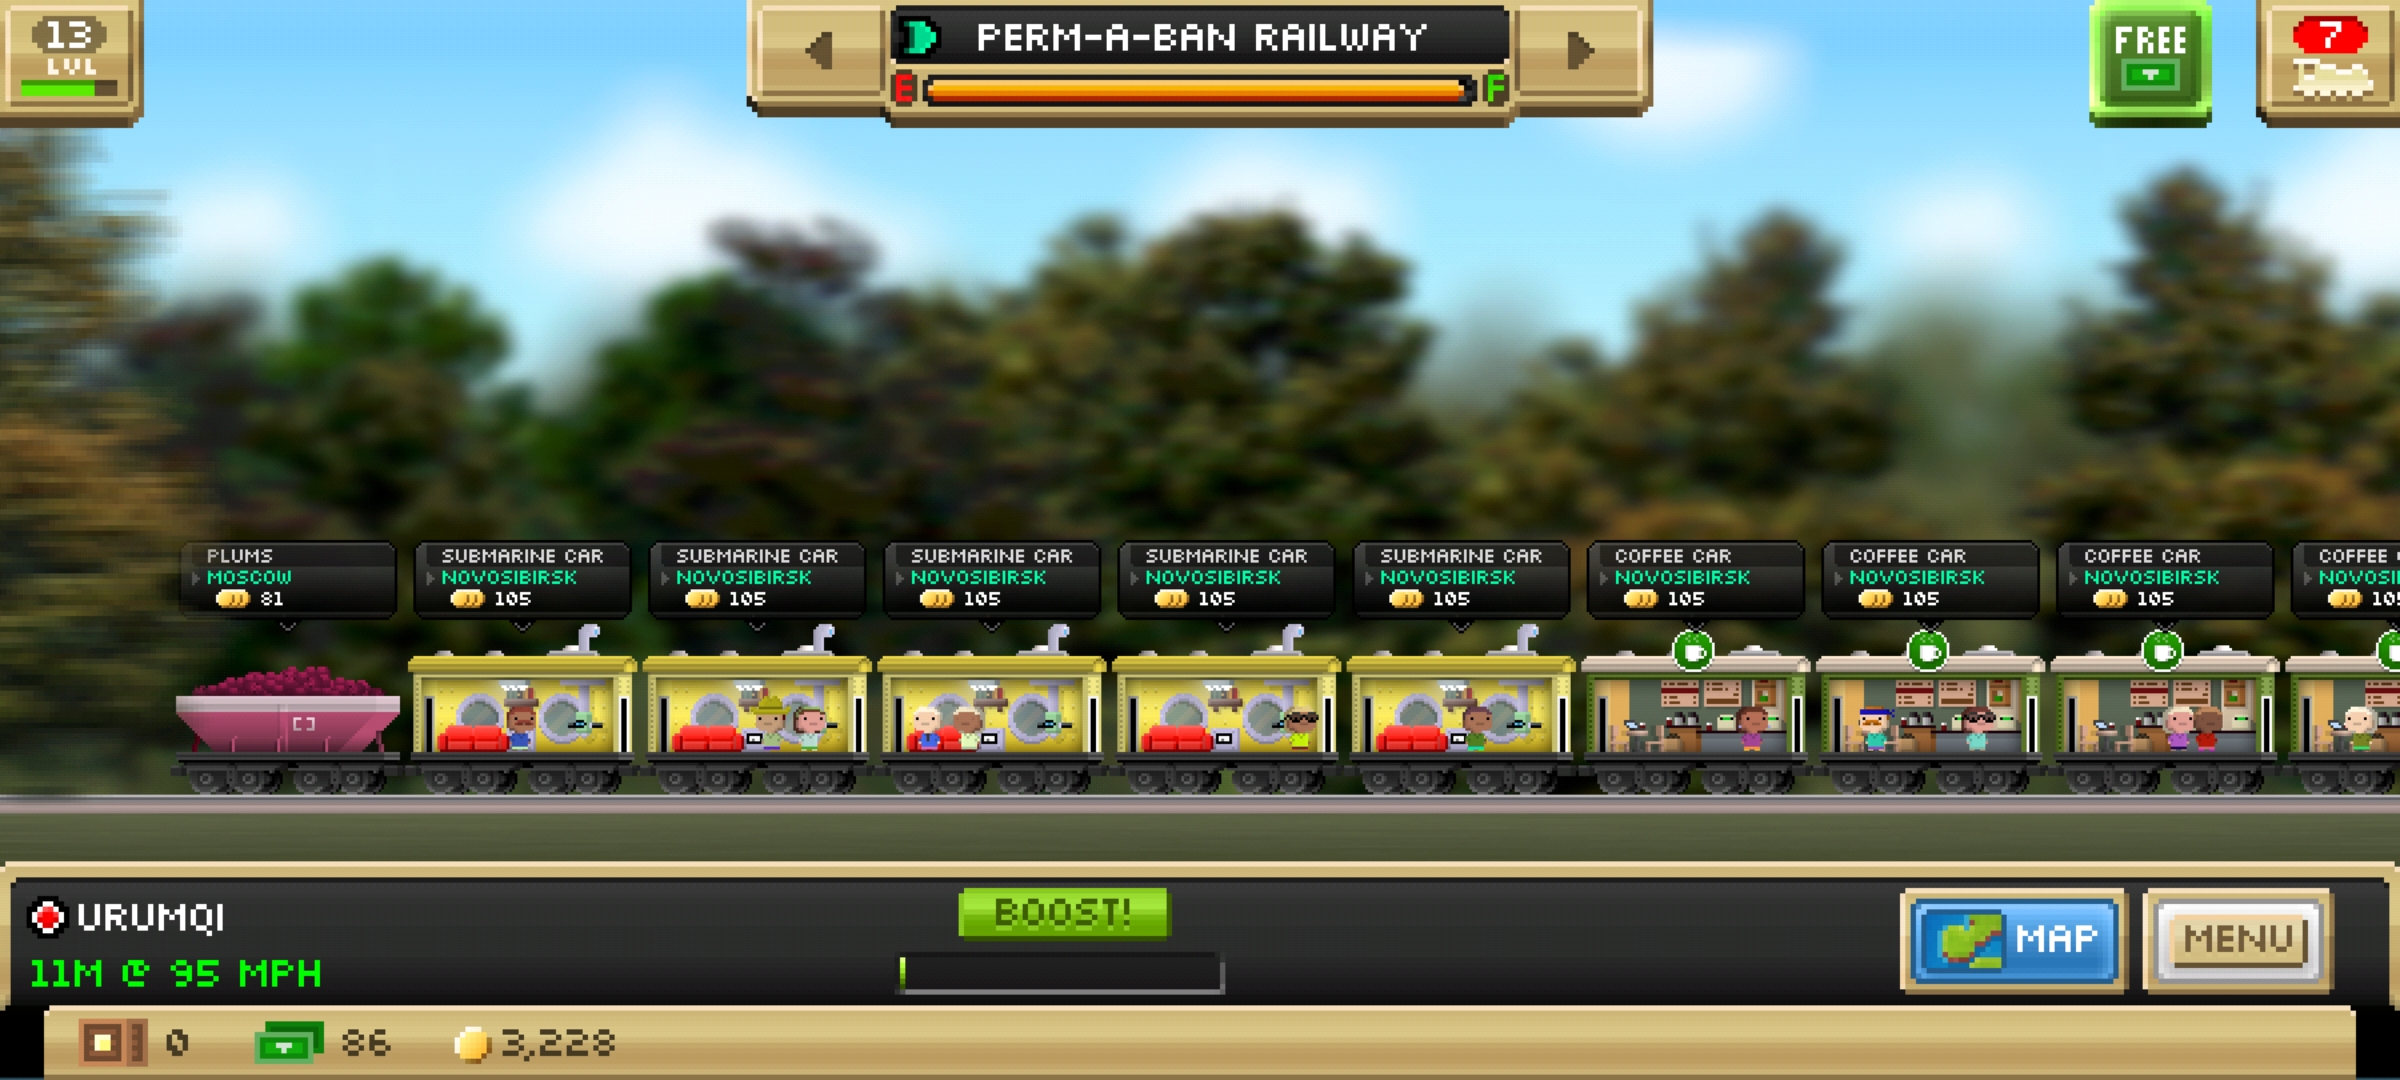 13
LVL
PERM-A-BAN RAILWAY
E
F
FREE
7
PLUMS
MOSCOW
81
SUBMARINE CAR
NOVOSIBIRSK
105
SUBMARINE CAR
NOVOSIBIRSK
105
SUBMARINE CAR
NOVOSIBIRSK
105
SUBMARINE CAR
NOVOSIBIRSK
105
SUBMARINE CAR
NOVOSIBIRSK
105
COFFEE CAR
NOVOSIBIRSK
105
COFFEE CAR
NOVOSIBIRSK
105
COFFEE CAR
NOVOSIBIRSK
105
COFFEE
URUMQI
11M @ 95 MPH
BOOST!
MAP
MENU
0
86
3,228